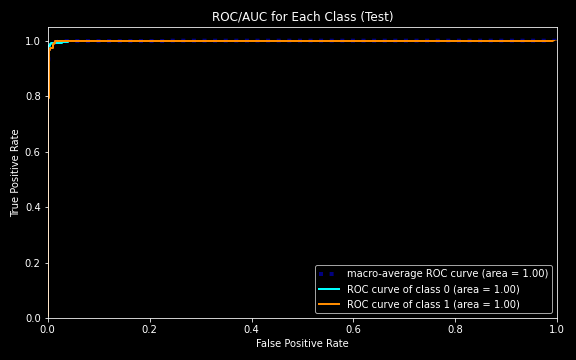 ROC/AUC for Each Class (Test)
True Positive Rate
1.0
0.8
0.6
0.4
0.2
0.0
macro-average ROC curve (area = 1.00)
ROC curve of class 0 (area = 1.00)
ROC curve of class 1 (area = 1.00)
0.0 0.2 0.4 0.6 0.8 1.0
False Positive Rate